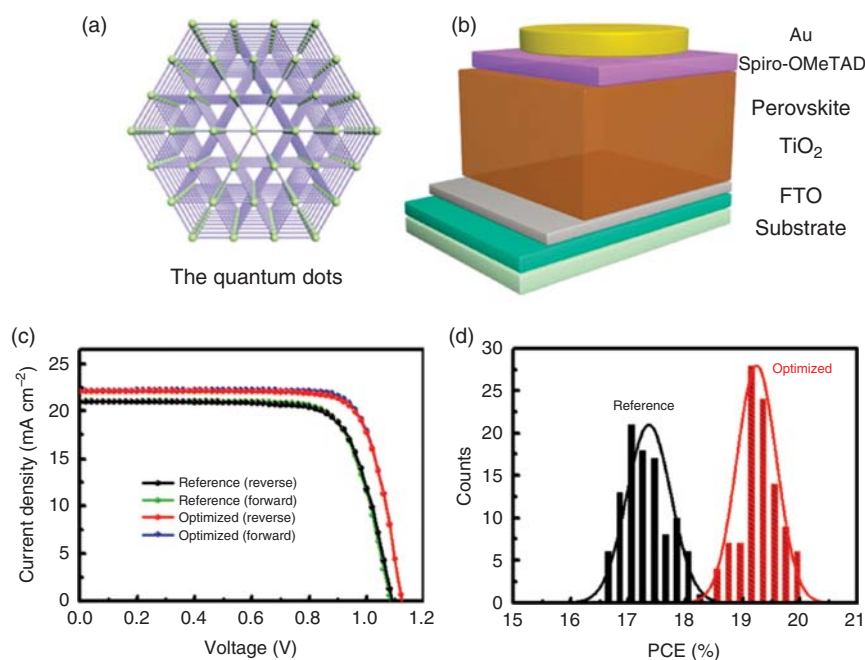 (a)
The quantum dots
(b)
Au
Spiro-OMeTAD
Perovskite
TiO₂
FTO
Substrate
(c)
Current density (mA cm⁻²)
25
20
15
10
5
0
Reference (reverse)
Reference (forward)
Optimized (reverse)
Optimized (forward)
0.0 0.2 0.4 0.6 0.8 1.0 1.2
Voltage (V)
(d)
Counts
30
25
20
15
10
5
0
Reference
Optimized
15 16 17 18 19 20 21
PCE (%)